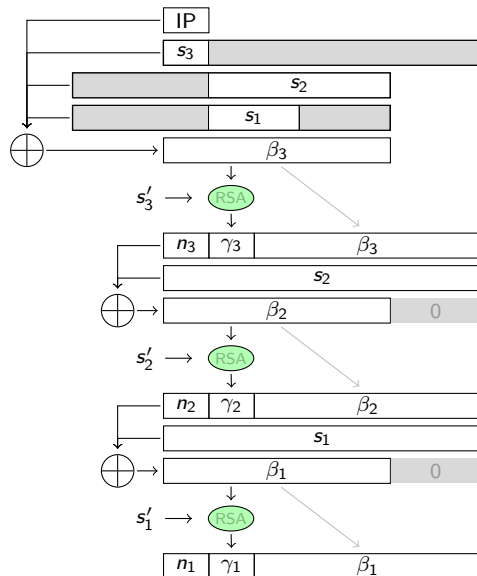 IP
s₃
s₂
s₁
β₃
s′₃ RSA
n₃ γ₃ β₃
s₂
β₂ 0
s′₂ RSA
n₂ γ₂ β₂
s₁
β₁ 0
s′₁ RSA
n₁ γ₁ β₁